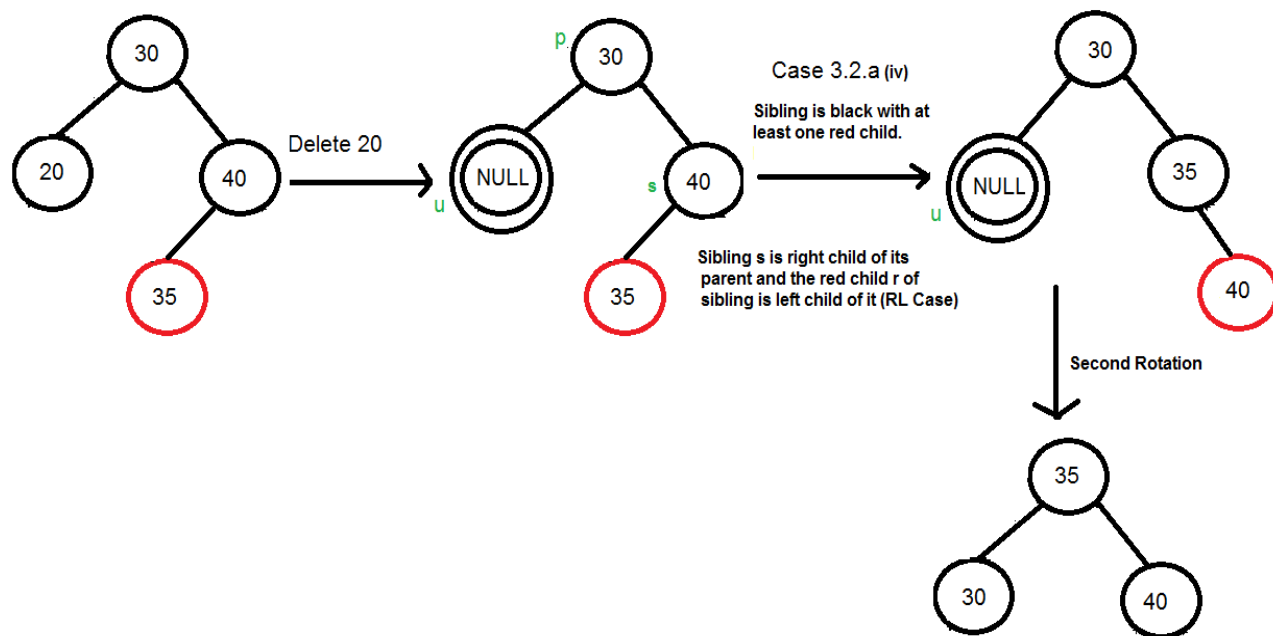 30
20
40
35
Delete 20
p
30
NULL
u
s
40
35
Case 3.2.a (iv)
Sibling is black with at
least one red child.
Sibling s is right child of its
parent and the red child r of
sibling is left child of it (RL Case)
30
NULL
u
35
40
Second Rotation
35
30
40